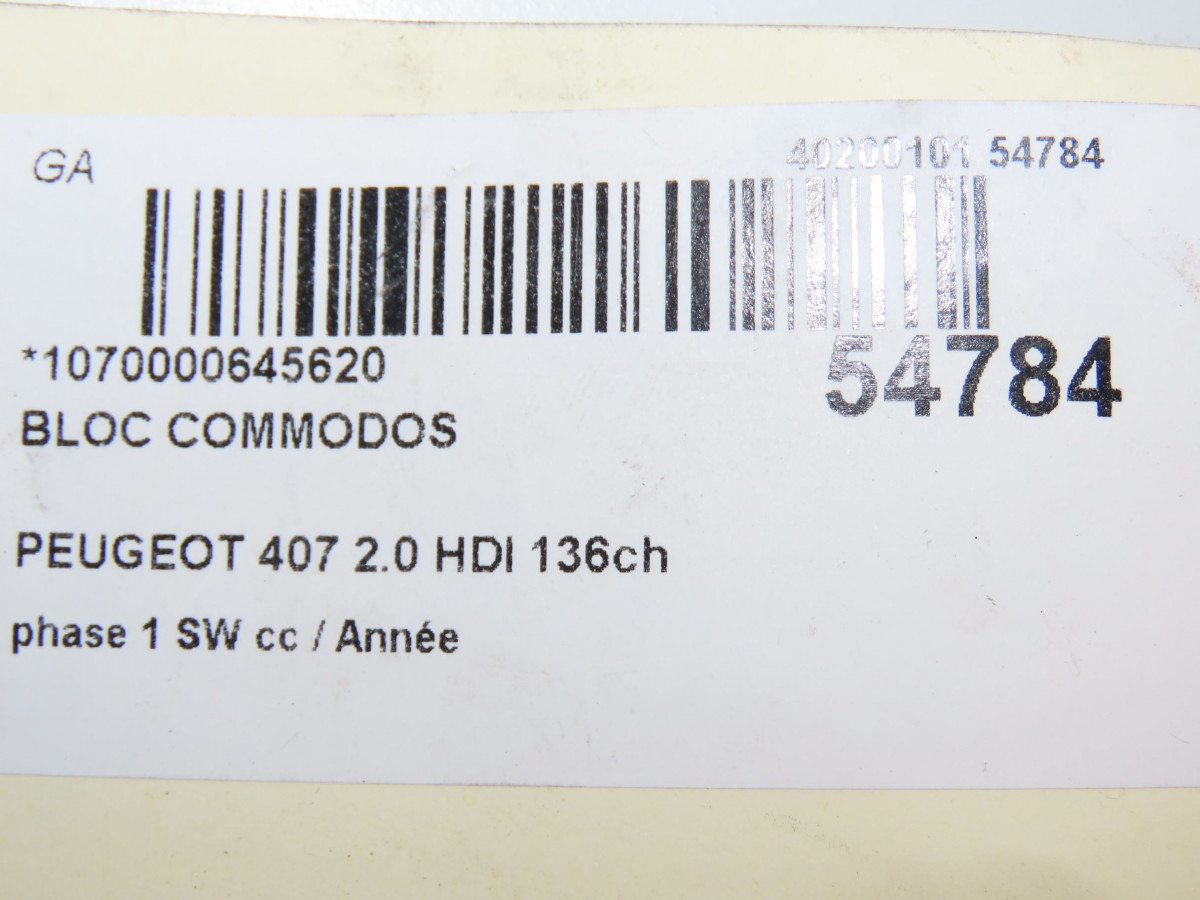 GA
40200101 54784
*1070000645620
54784
BLOC COMMODOS
PEUGEOT 407 2.0 HDI 136ch
phase 1 SW cc / Année